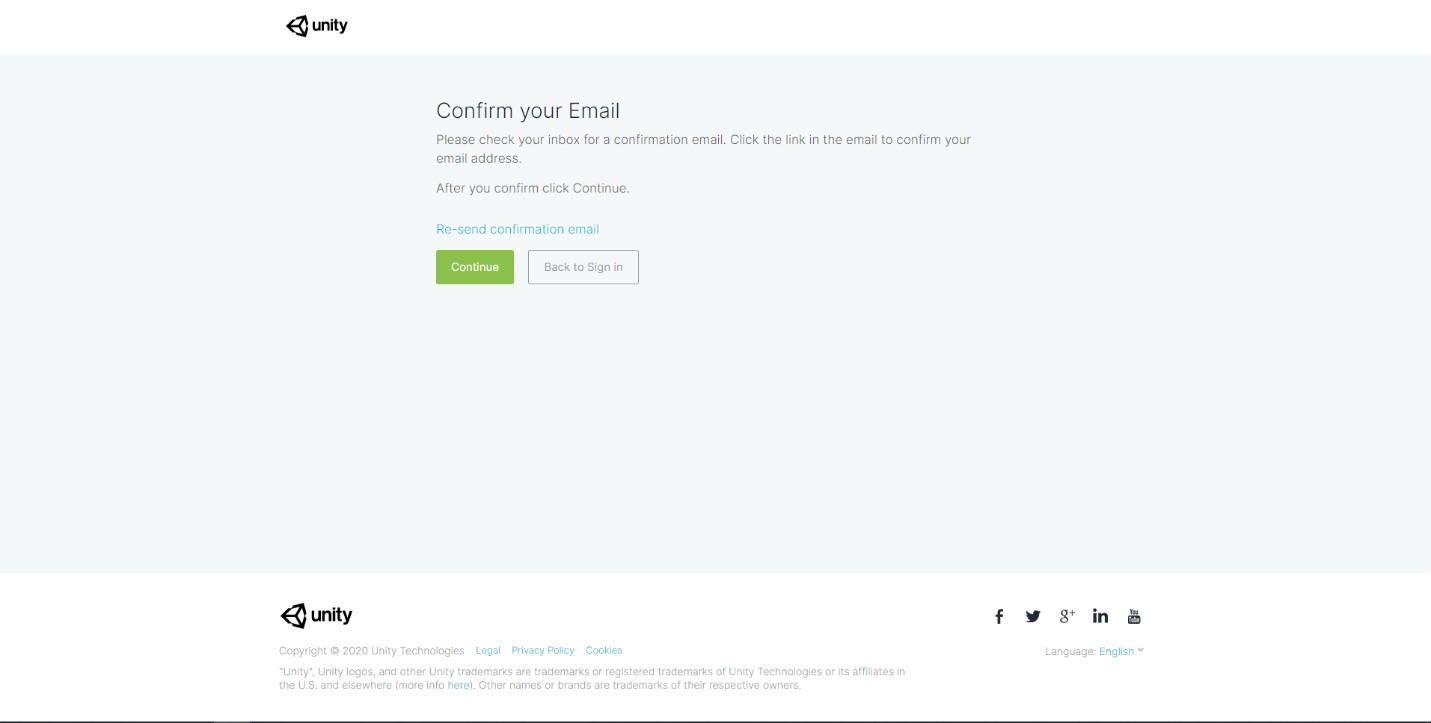 unity
Confirm your Email
Please check your inbox for a confirmation email. Click the link in the email to confirm your
email address.
After you confirm click Continue.
Re-send confirmation email
Continue
Back to Sign in
unity
f
g+
in
You Tube
Copyright © 2020 Unity Technologies Legal Privacy Policy Cookies
Language: English
"Unity", Unity logos, and other Unity trademarks are trademarks or registered trademarks of Unity Technologies or its affiliates in
the U.S. and elsewhere (more info here). Other names or brands are trademarks of their respective owners.